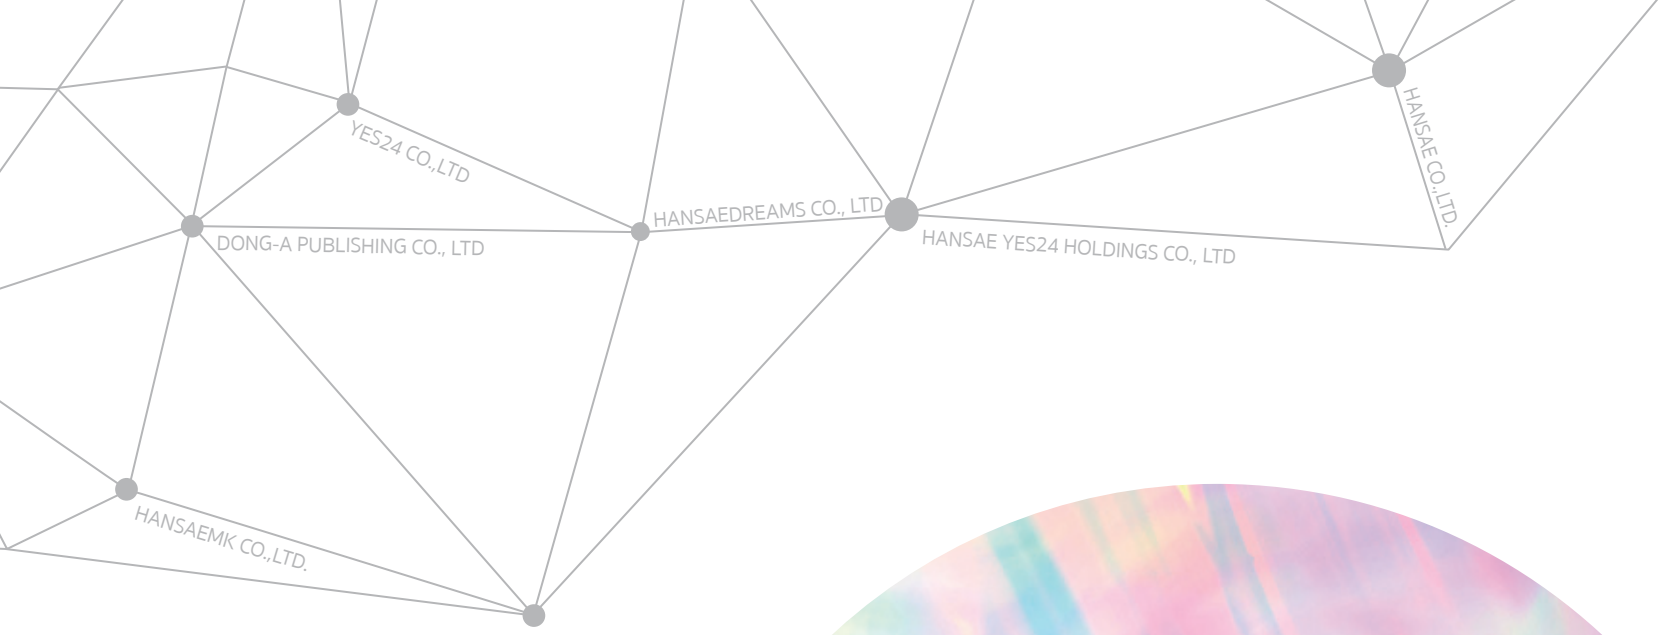 HANSAE CO.,LTD.
YES24 CO.,LTD
HANSAEDREAMS CO., LTD
DONG-A PUBLISHING CO., LTD
HANSAE YES24 HOLDINGS CO., LTD
HANSAEMK CO.,LTD.